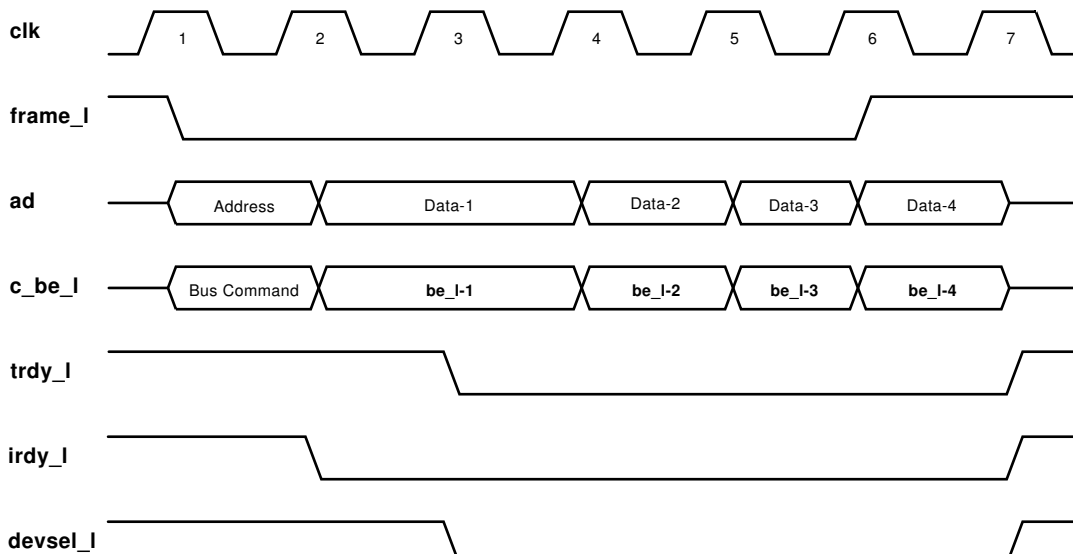 clk 1 2 3 4 5 6 7
frame_l
ad Address Data-1 Data-2 Data-3 Data-4
c_be_l Bus Command be_l-1 be_l-2 be_l-3 be_l-4
trdy_l
irdy_l
devsel_l